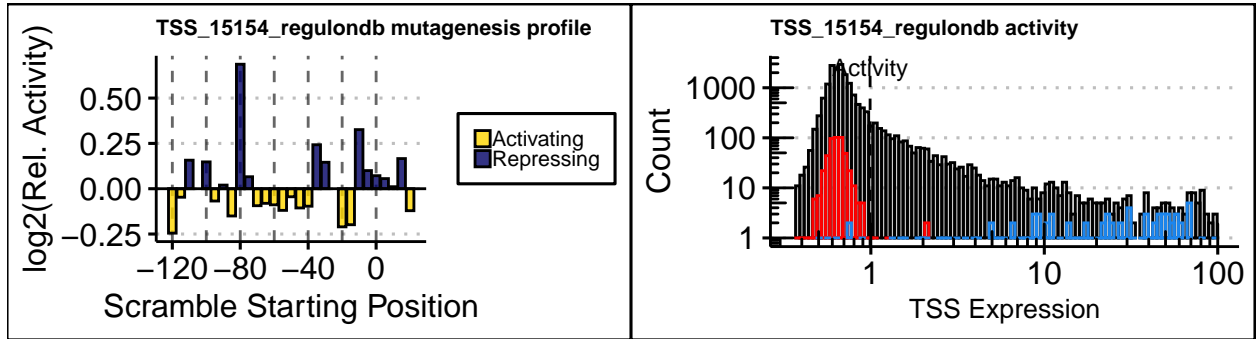 TSS_15154_regulondb mutagenesis profile
log2(Rel. Activity)
0.50
0.25
0.00
−0.25
−120 −80 −40 0
Scramble Starting Position
Activating
Repressing
TSS_15154_regulondb activity
Activity
Count
1000
100
10
1
1 10 100
TSS Expression